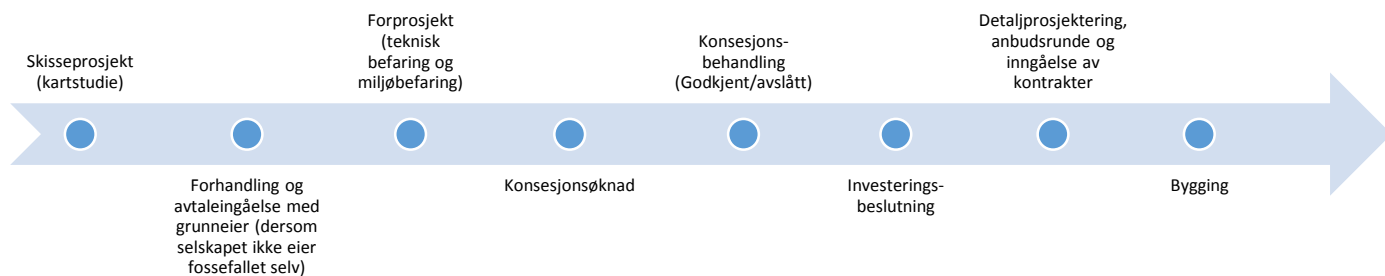 Skisseprosjekt
(kartstudie)
Forhandling og
avtaleingåelse med
grunneier (dersom
selskapet ikke eier
fossefallet selv)
Forprosjekt
(teknisk
befaring og
miljøbefaring)
Konsesjonsøknad
Konsesjons-
behandling
(Godkjent/avslått)
Investerings-
beslutning
Detaljprosjektering,
anbudsrunde og
inngåelse av
kontrakter
Bygging